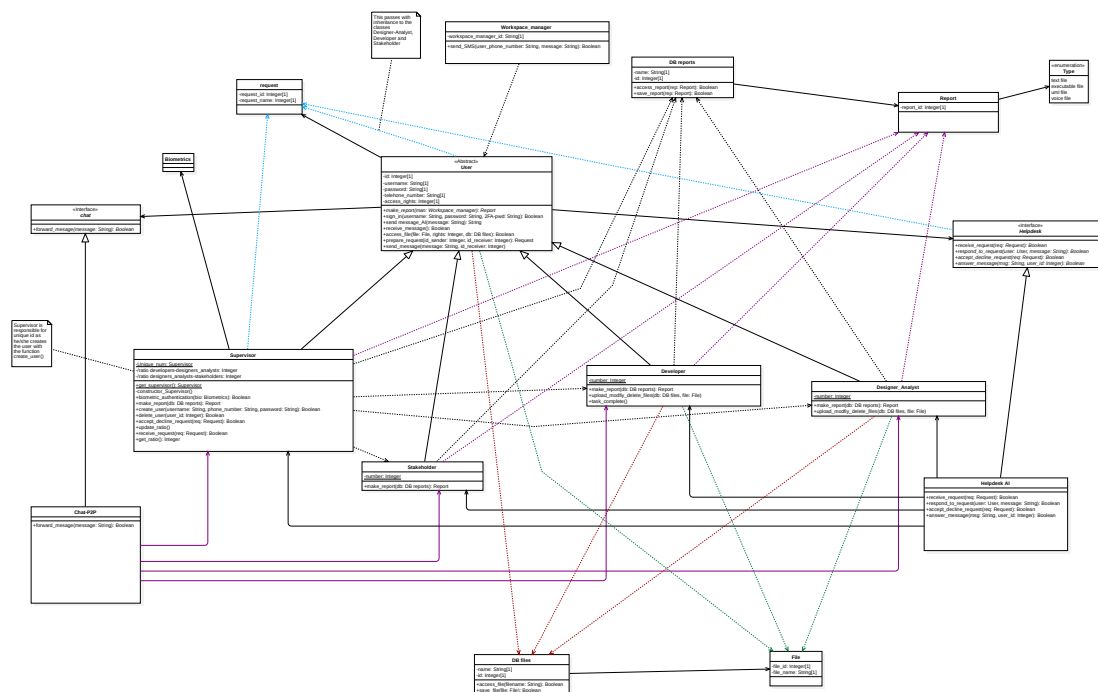 This passes with
inheritance to the
classes
Designer-Analyst,
Developer and
Stakeholder
Workspace_manager
-workspace_manager_id: String[1]
+send_SMS(user_phone_number: String, message: String): Boolean
DB reports
-name: String[1]
-id: Integer[1]
+access_report(rep: Report): Boolean
+save_report(rep: Report): Boolean
«enumeration»
Type
text file
executable file
uml file
voice file
request
-request_id: Integer[1]
-request_name: Integer[1]
Report
-report_id: Integer[1]
Biometrics
«Abstract»
User
-id: Integer[1]
-username: String[1]
-password: String[1]
-telehone_number: String[1]
-access_rights: Integer[1]
+make_report(man: Workspace_manager): Report
+sign_in(username: String, password: String, 2FA-pwd: String): Boolean
+send message_AI(message: String): String
+receive_message(): Boolean
+access_file(file: File, rights: Integer, db: DB files): Boolean
+prepare_request(id_sender: Integer, id_receiver: Integer): Request
+send_message(message: String, id_receiver: Integer)
«interface»
chat
+forward_mesage(message: String): Boolean
«interface»
Helpdesk
+receive_request(req: Request): Boolean
+respond_to_request(user: User, message: String): Boolean
+accept_decline_request(req: Request): Boolean
+answer_message(msg: String, user_id: Integer): Boolean
Supervisor is
responsible for
unique id as
he/she creates
the user with
the function
create_user()
Supervisor
-Unique_num: Supervisor
-/ratio developers-designers_analysts: Integer
-/ratio designers_analysts-stakeholders: Integer
+get_supervisor(): Supervisor
-constructor_Supervisor()
+biometric_authentication(bio: Biometrics): Boolean
+make_report(db: DB reports): Report
+create_user(username: String, phone_number: String, password: String): Boolean
+delete_user(user_id: Integer): Boolean
+accept_decline_request(req: Request): Boolean
+update_ratio()
+receive_request(req: Request): Boolean
+get_ratio(): Integer
Developer
-number: Integer
+make_report(db: DB reports): Report
+upload_modify_delete_files(db: DB files, file: File)
+task_complete()
Designer_Analyst
-number: Integer
+make_report(db: DB reports): Report
+upload_modfiy_delete_files(db: DB files, file: File)
Stakeholder
-number: Integer
+make_report(db: DB reports): Report
Helpdesk AI
+receive_request(req: Request): Boolean
+respond_to_request(user: User, message: String): Boolean
+accept_decline_request(req: Request): Boolean
+answer_message(msg: String, user_id: Integer): Boolean
Chat-P2P
+forward_mesage(message: String): Boolean
DB files
-name: String[1]
-id: Integer[1]
+access_file(filename: String): Boolean
+save_file(file: File): Boolean
File
-file_id: Integer[1]
-file_name: String[1]